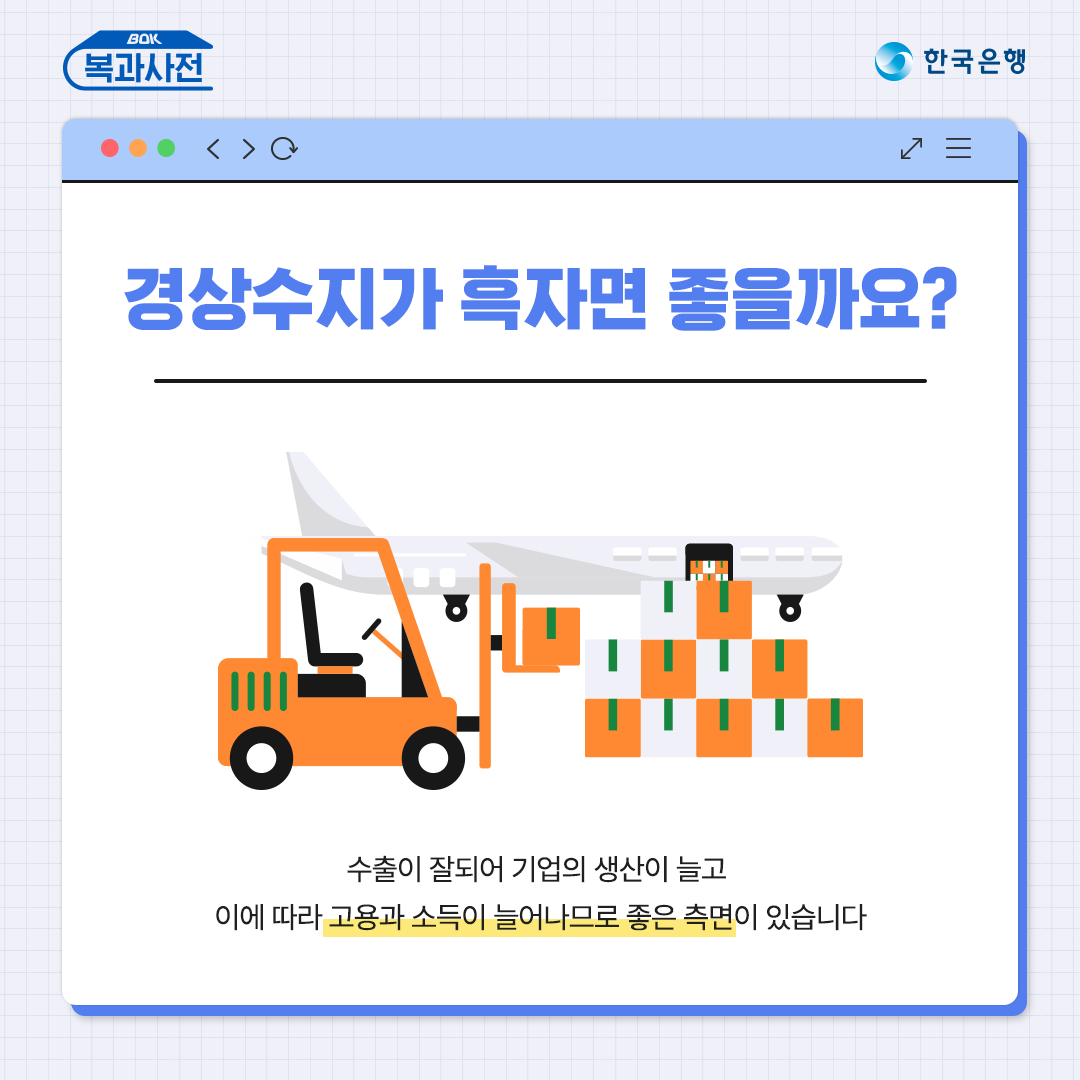 BOK
복과사전
한국은행
경상수지가 흑자면 좋을까요?
수출이 잘되어 기업의 생산이 늘고
이에 따라 고용과 소득이 늘어나므로 좋은 측면이 있습니다